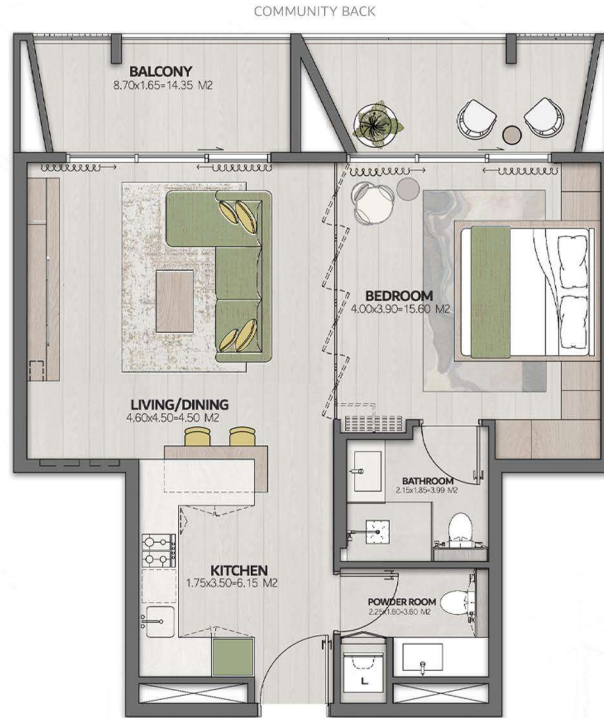 COMMUNITY BACK
BALCONY
8.70x1.65=14.35 M2
BEDROOM
4.00x3.90=15.60 M2
LIVING/DINING
4.60x4.50=4.50 M2
BATHROOM
2.15x1.85=3.99 M2
KITCHEN
1.75x3.50=6.15 M2
POWDER ROOM
2.25x1.60=3.60 M2
L